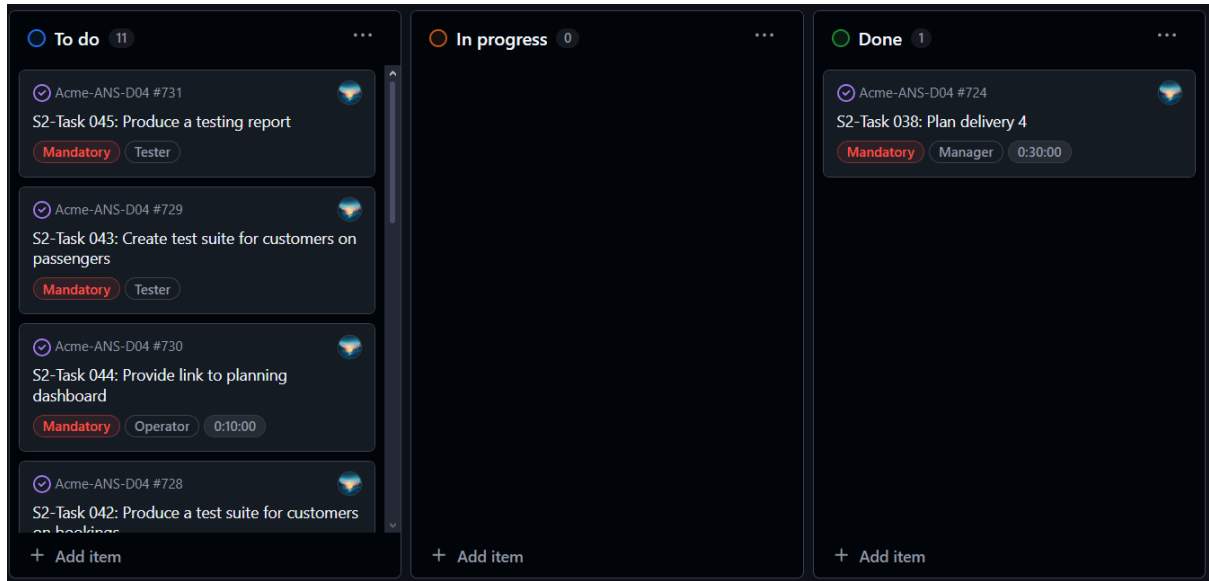 To do 11
Acme-ANS-D04 #731
S2-Task 045: Produce a testing report
Mandatory Tester
Acme-ANS-D04 #729
S2-Task 043: Create test suite for customers on
passengers
Mandatory Tester
Acme-ANS-D04 #730
S2-Task 044: Provide link to planning
dashboard
Mandatory Operator 0:10:00
Acme-ANS-D04 #728
S2-Task 042: Produce a test suite for customers
on bookings
+ Add item
In progress 0
+ Add item
Done 1
Acme-ANS-D04 #724
S2-Task 038: Plan delivery 4
Mandatory Manager 0:30:00
+ Add item